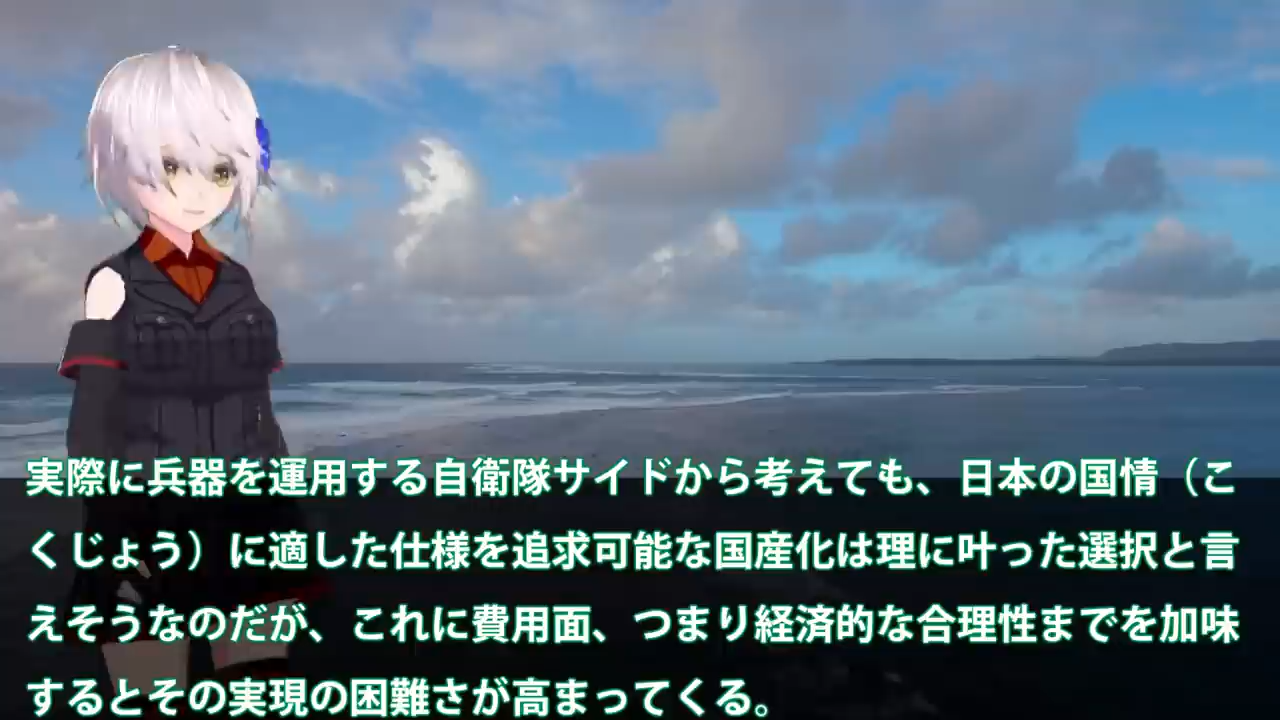 実際に兵器を運用する自衛隊サイドから考えても、日本の国情（こ
くじょう）に適した仕様を追求可能な国産化は理に叶った選択と言
えそうなのだが、これに費用面、つまり経済的な合理性までを加味
するとその実現の困難さが高まってくる。